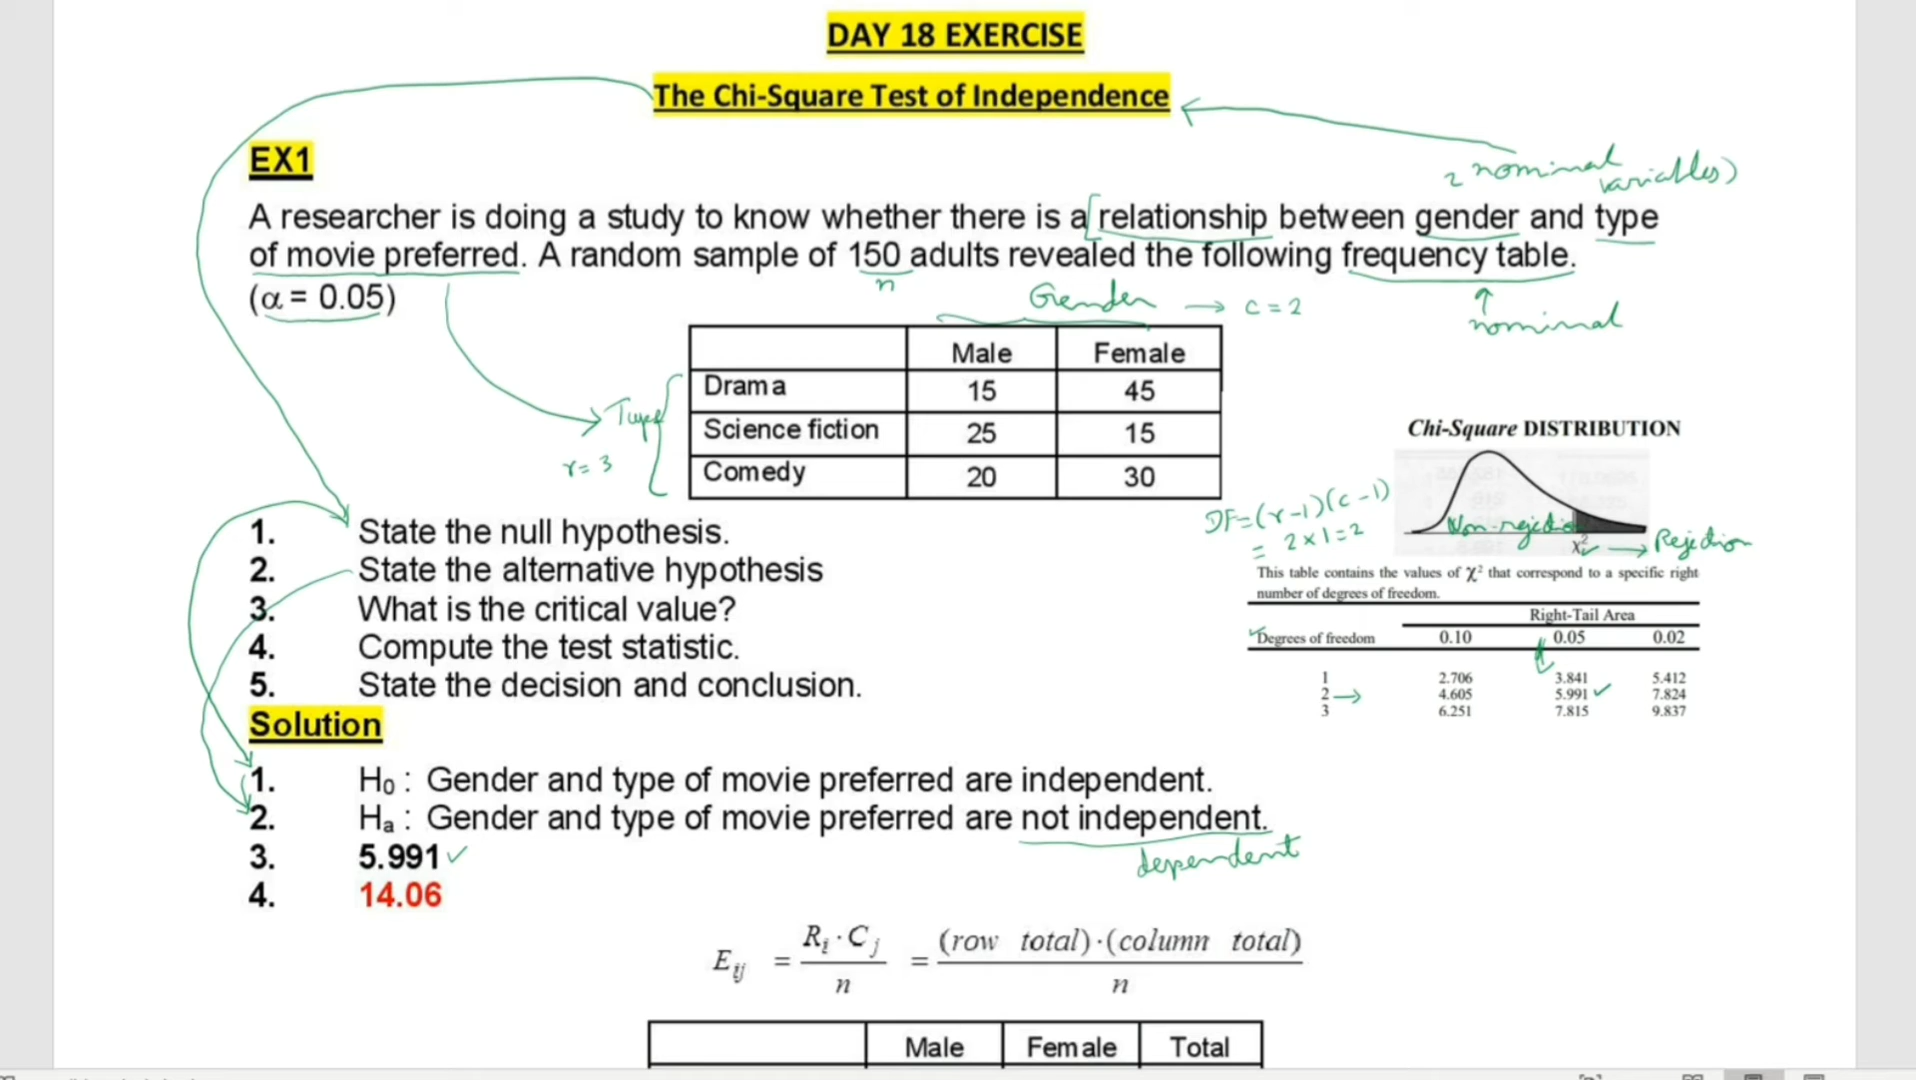 DAY 18 EXERCISE
The Chi-Square Test of Independence
EX1
2 nominal variables)
A researcher is doing a study to know whether there is a relationship between gender and type
of movie preferred. A random sample of 150 adults revealed the following frequency table.
n
(α = 0.05)
Gender → c = 2
nominal
Male Female
Drama 15 45
Science fiction 25 15
Comedy 20 30
Type
r = 3
Chi-Square DISTRIBUTION
DF = (r-1)(c-1)
= 2 x 1 = 2
Non-rejection
χ² → Rejection
This table contains the values of χ² that correspond to a specific right
number of degrees of freedom.
Right-Tail Area
Degrees of freedom 0.10 0.05 0.02
1 2.706 3.841 5.412
2 → 4.605 5.991 ✓ 7.824
3 6.251 7.815 9.837
1. State the null hypothesis.
2. State the alternative hypothesis
3. What is the critical value?
4. Compute the test statistic.
5. State the decision and conclusion.
Solution
1. H₀ : Gender and type of movie preferred are independent.
2. Hₐ : Gender and type of movie preferred are not independent.
dependent
3. 5.991 ✓
4. 14.06
E_ij = R_i · C_j / n = (row total)·(column total) / n
Male Female Total